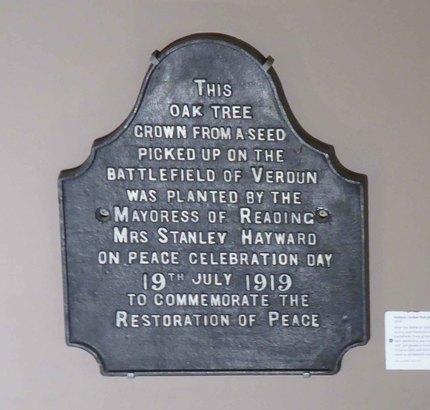 THIS
OAK TREE
GROWN FROM A SEED
PICKED UP ON THE
BATTLEFIELD OF VERDUN
WAS PLANTED BY THE
MAYORESS OF READING
MRS STANLEY HAYWARD
ON PEACE CELEBRATION DAY
19TH JULY 1919
TO COMMEMORATE THE
RESTORATION OF PEACE